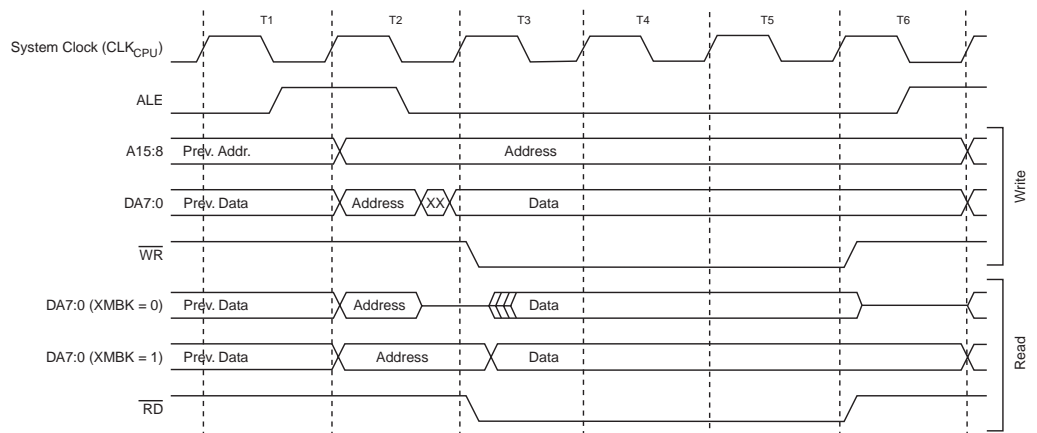 T1 T2 T3 T4 T5 T6
System Clock (CLKCPU)
ALE
A15:8 Prev. Addr. Address
DA7:0 Prev. Data Address XX Data
WR
Write
DA7:0 (XMBK = 0) Prev. Data Address Data
DA7:0 (XMBK = 1) Prev. Data Address Data
RD
Read